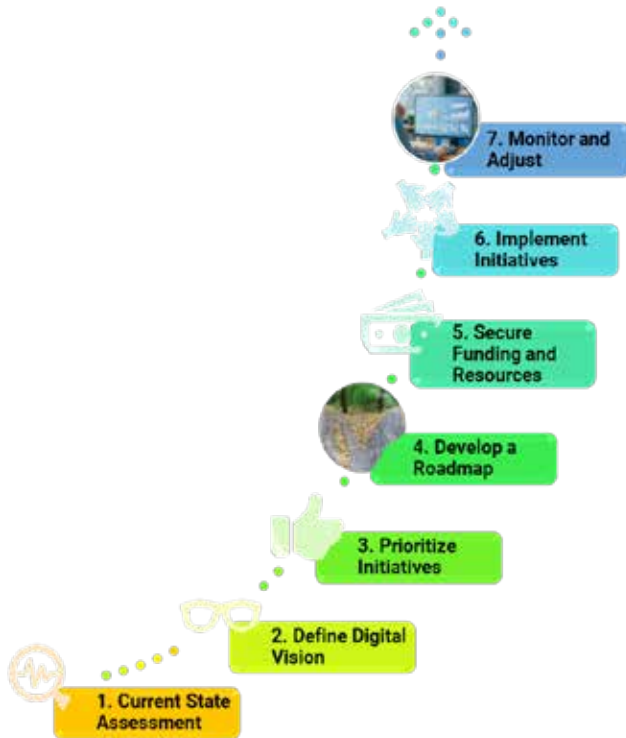 7. Monitor and
Adjust
6. Implement
Initiatives
5. Secure
Funding and
Resources
4. Develop a
Roadmap
3. Prioritize
Initiatives
2. Define Digital
Vision
1. Current State
Assessment